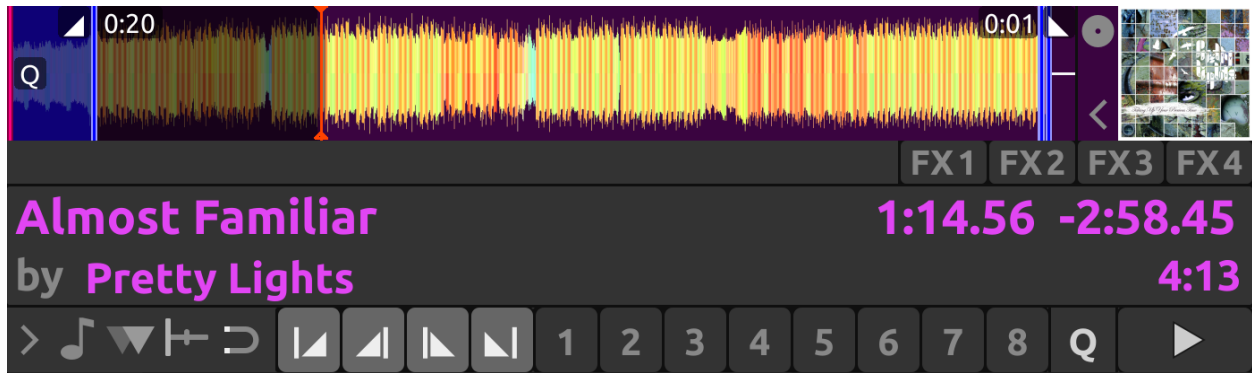 0:20 0:01
Q
FX1 FX2 FX3 FX4
Almost Familiar 1:14.56 -2:58.45
by Pretty Lights 4:13
1 2 3 4 5 6 7 8 Q